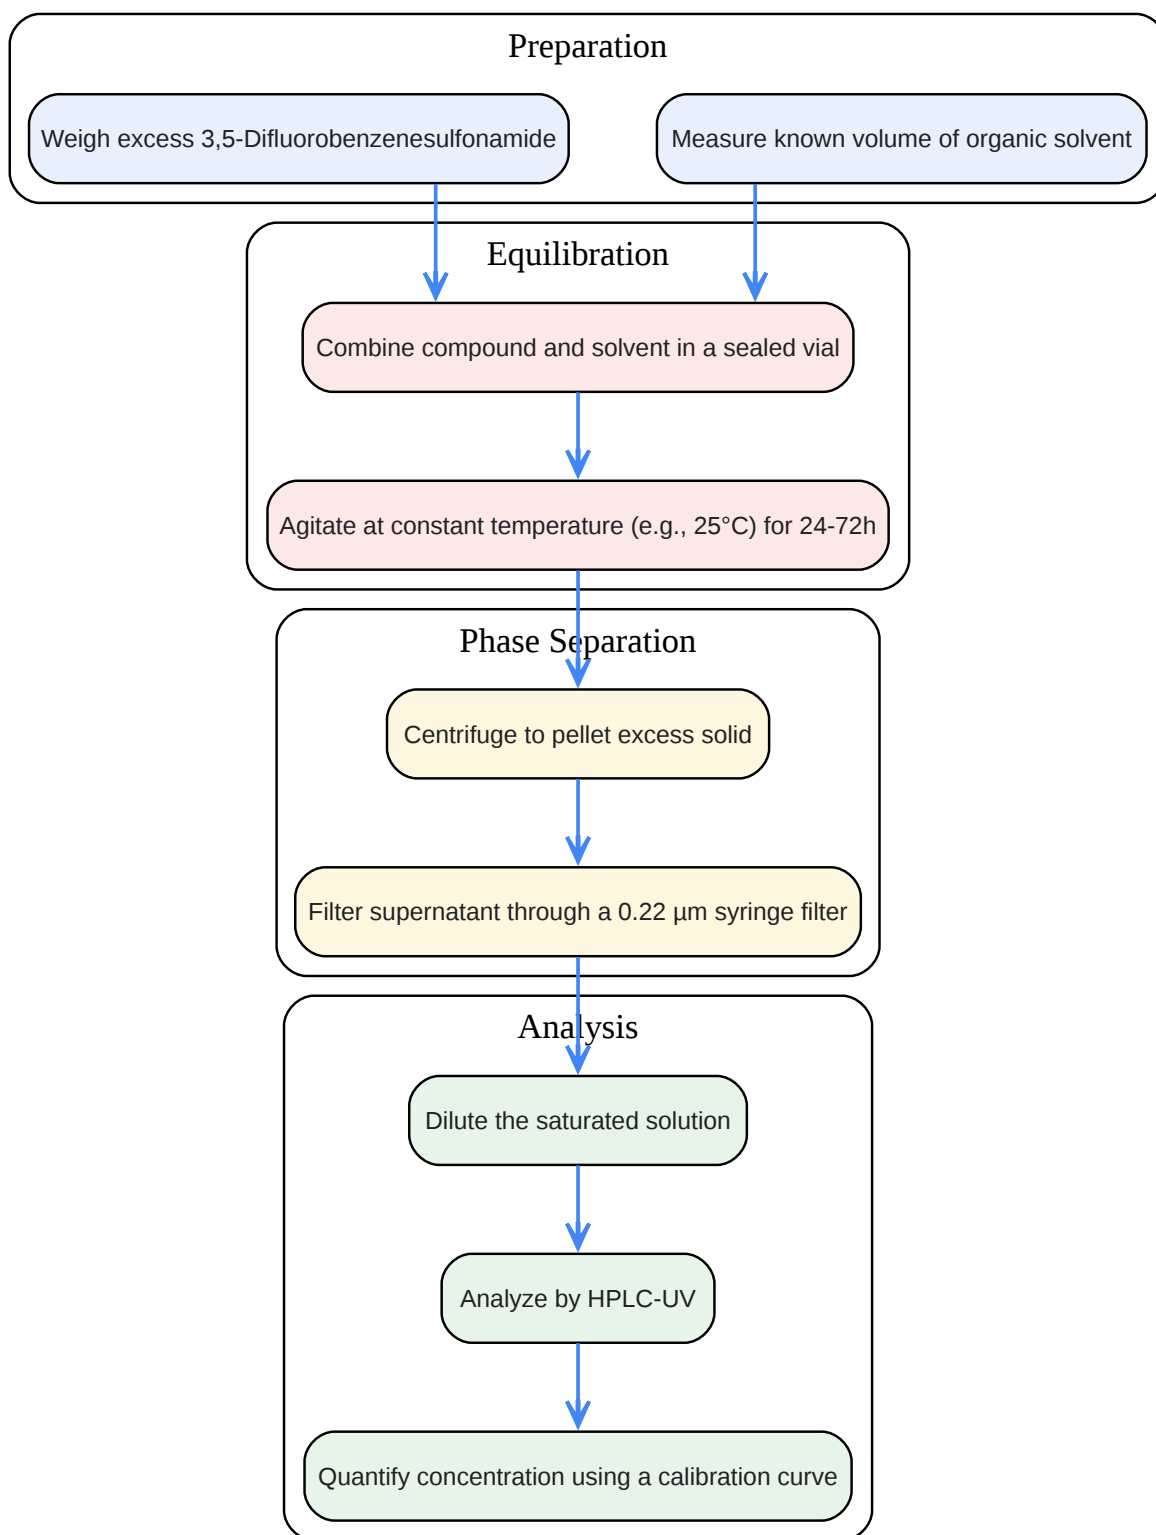 Preparation
Weigh excess 3,5-Difluorobenzenesulfonamide
Measure known volume of organic solvent
Equilibration
Combine compound and solvent in a sealed vial
Agitate at constant temperature (e.g., 25°C) for 24-72h
Phase Separation
Centrifuge to pellet excess solid
Filter supernatant through a 0.22 µm syringe filter
Analysis
Dilute the saturated solution
Analyze by HPLC-UV
Quantify concentration using a calibration curve